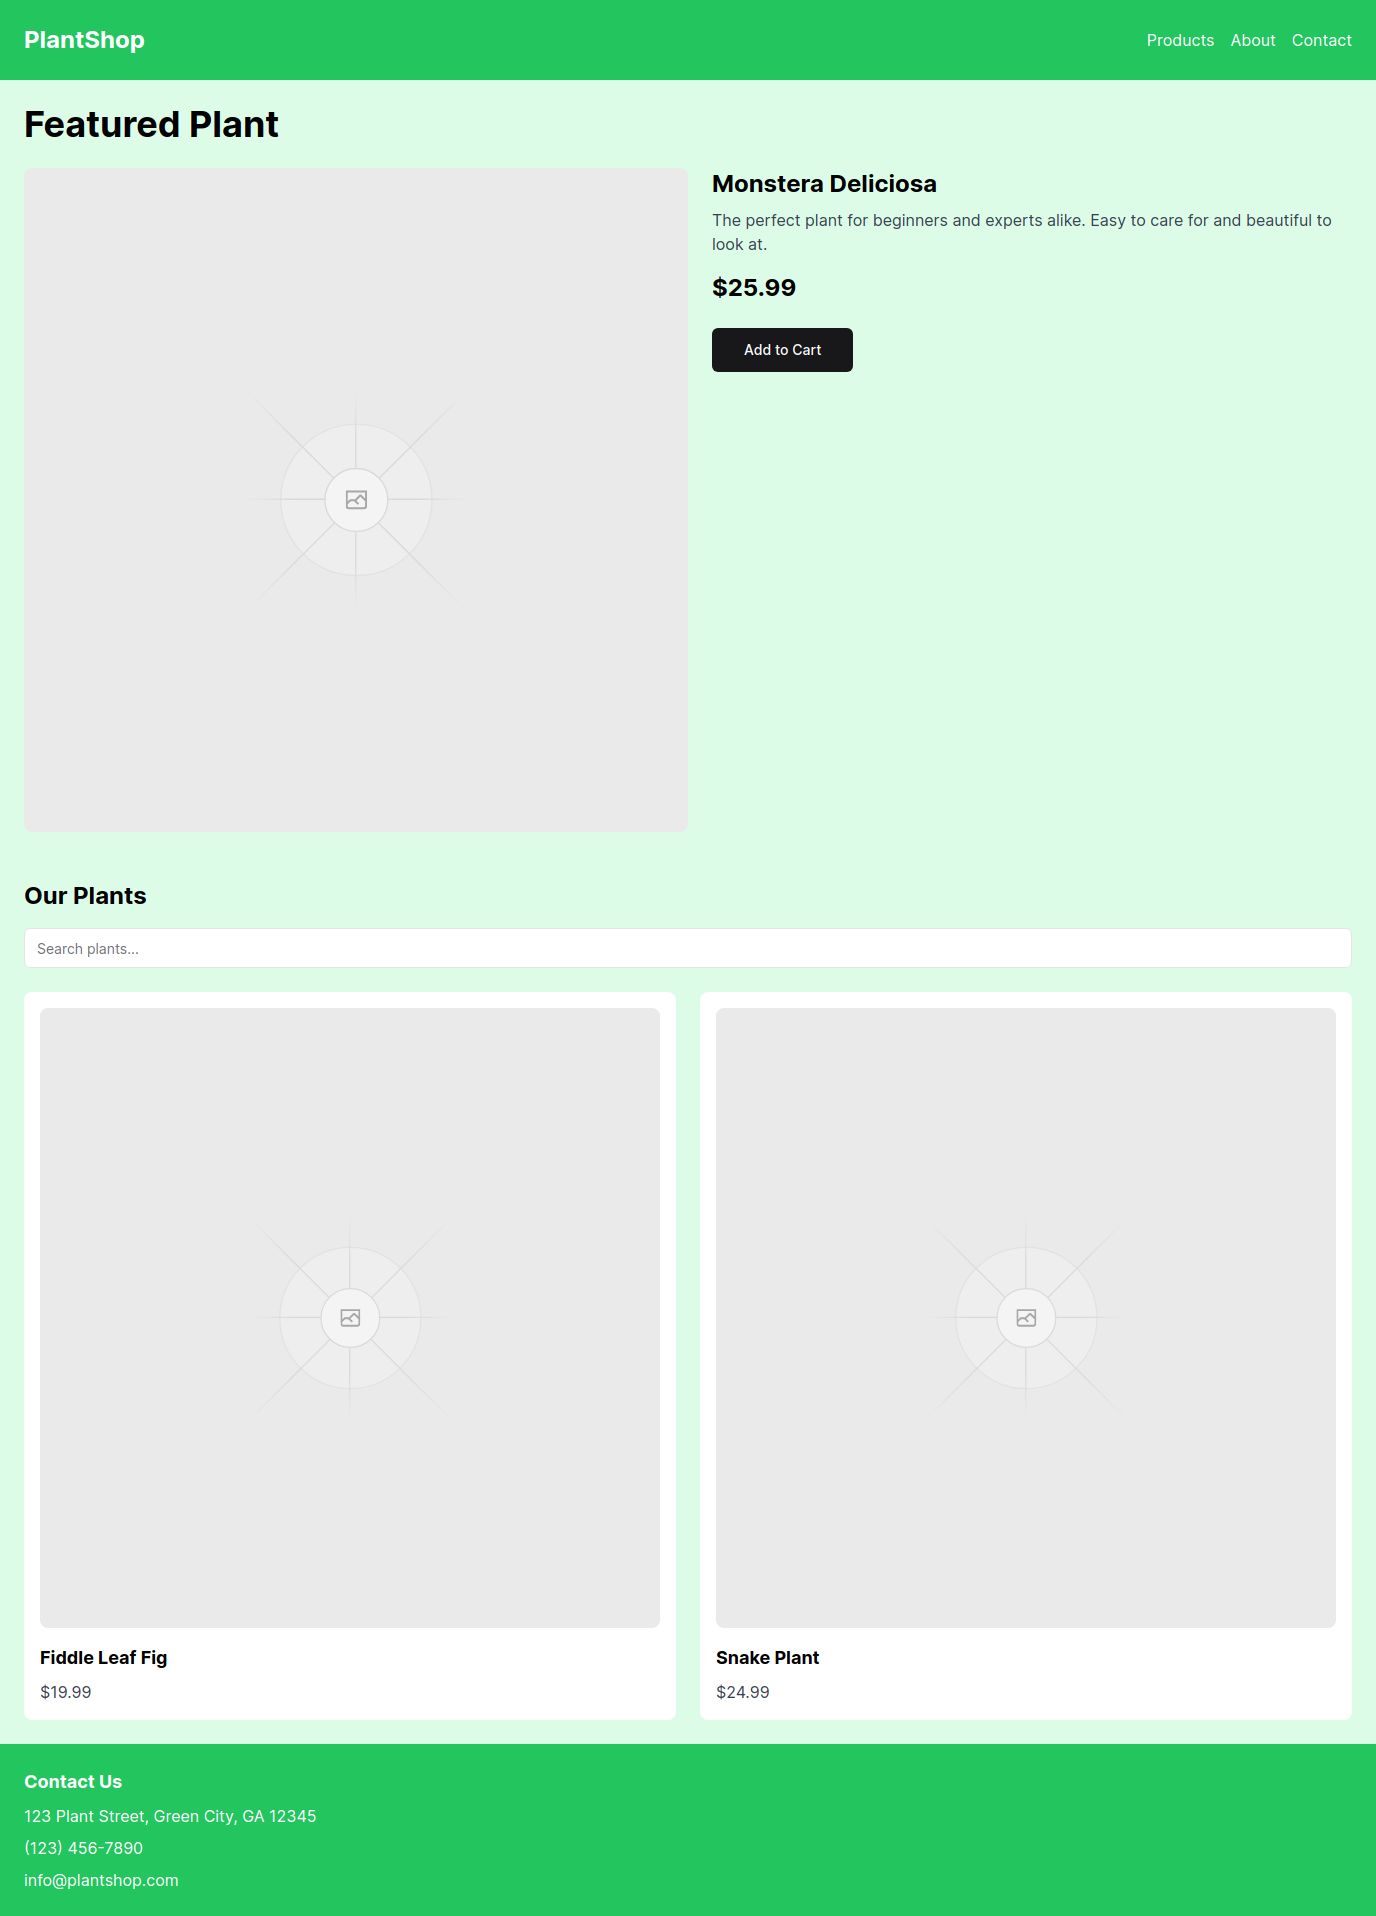 PlantShop
Products About Contact
Featured Plant
Monstera Deliciosa
The perfect plant for beginners and experts alike. Easy to care for and beautiful to
look at.
$25.99
Add to Cart
Our Plants
Search plants...
Fiddle Leaf Fig
$19.99
Snake Plant
$24.99
Contact Us
123 Plant Street, Green City, GA 12345
(123) 456-7890
info@plantshop.com